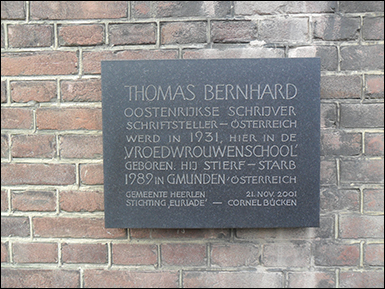 THOMAS BERNHARD
OOSTENRIJKSE SCHRIJVER
SCHRIFTSTELLER – ÖSTERREICH
WERD IN 1931, HIER IN DE
„VROEDVROUWENSCHOOL"
GEBOREN. HIJ STIERF – STARB
1989 IN GMUNDEN ÖSTERREICH
GEMEENTE HEERLEN 21. NOV. 2001
STICHTING „EURIADE" — CORNEL BÜCKEN